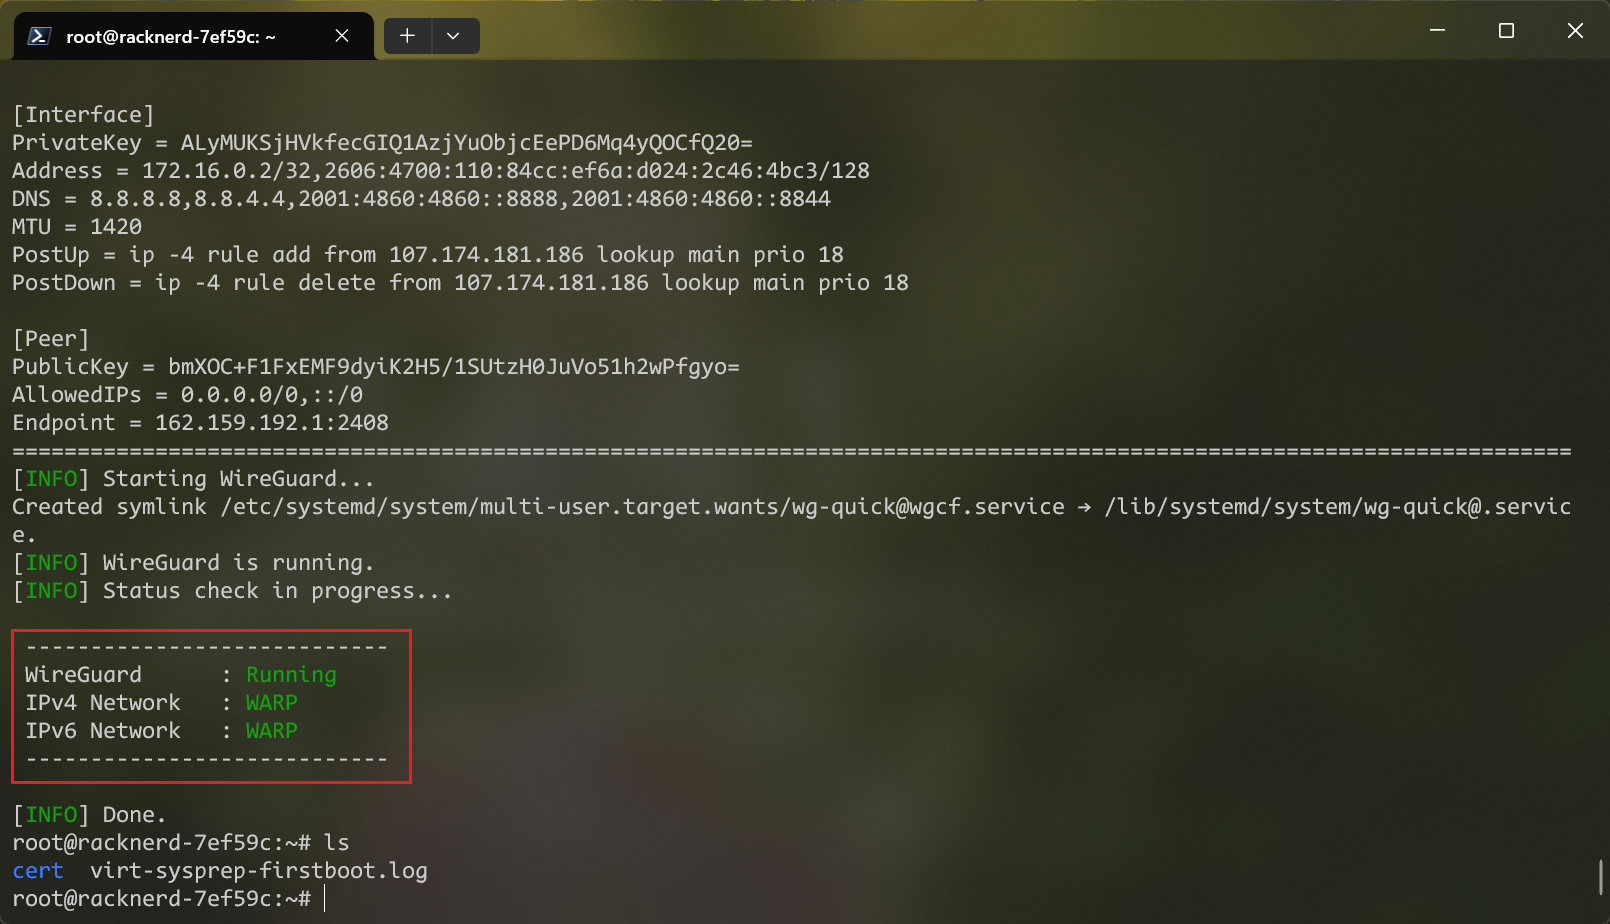 root@racknerd-7ef59c: ~
[Interface]
PrivateKey = ALyMUKSjHVkfecGIQ1AzjYuObjcEePD6Mq4yQOCfQ20=
Address = 172.16.0.2/32,2606:4700:110:84cc:ef6a:d024:2c46:4bc3/128
DNS = 8.8.8.8,8.8.4.4,2001:4860:4860::8888,2001:4860:4860::8844
MTU = 1420
PostUp = ip -4 rule add from 107.174.181.186 lookup main prio 18
PostDown = ip -4 rule delete from 107.174.181.186 lookup main prio 18
[Peer]
PublicKey = bmXOC+F1FxEMF9dyiK2H5/1SUtzH0JuVo51h2wPfgyo=
AllowedIPs = 0.0.0.0/0,::/0
Endpoint = 162.159.192.1:2408
========================================================================================================================
[INFO] Starting WireGuard...
Created symlink /etc/systemd/system/multi-user.target.wants/wg-quick@wgcf.service → /lib/systemd/system/wg-quick@.servic
e.
[INFO] WireGuard is running.
[INFO] Status check in progress...
----------------------------
WireGuard      : Running
IPv4 Network   : WARP
IPv6 Network   : WARP
----------------------------
[INFO] Done.
root@racknerd-7ef59c:~# ls
cert  virt-sysprep-firstboot.log
root@racknerd-7ef59c:~#